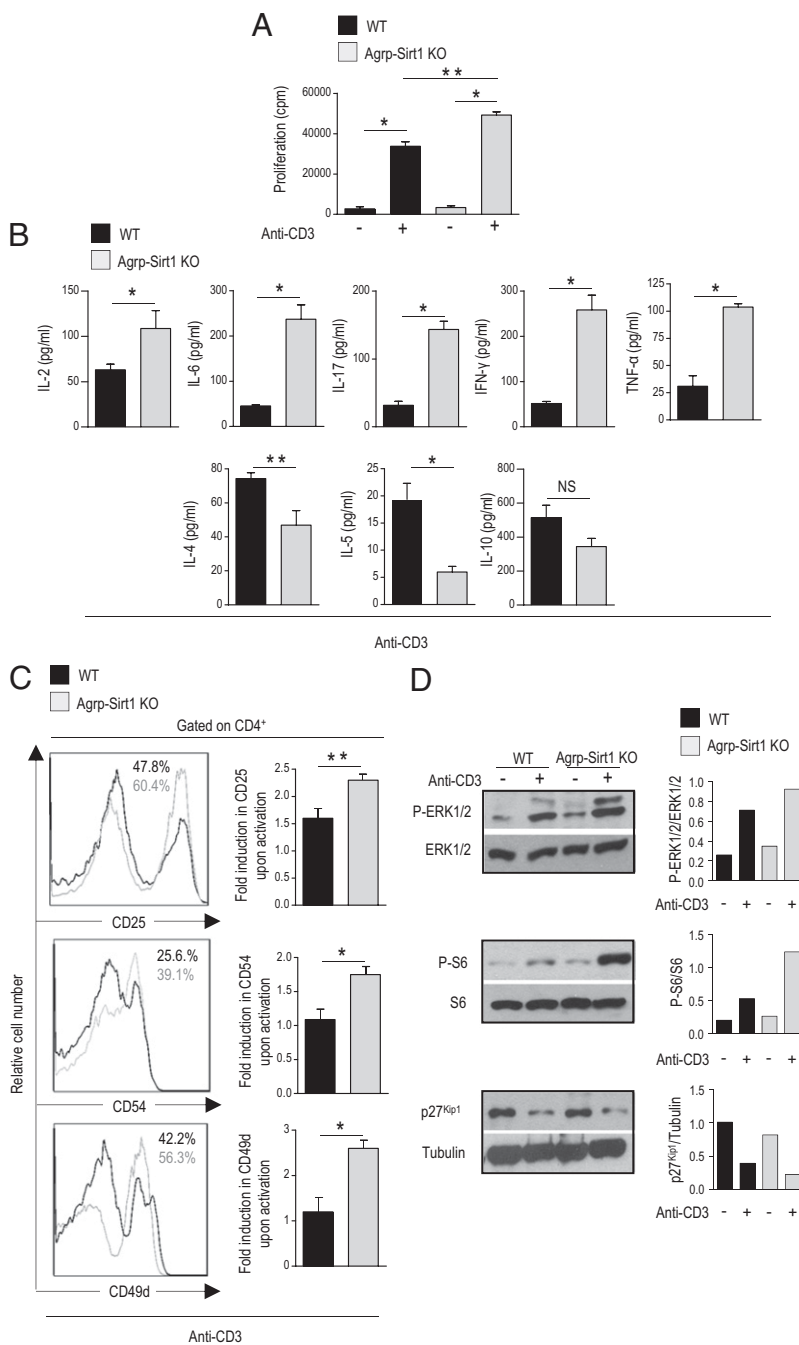 A
WT
Agrp-Sirt1 KO
Proliferation (cpm)
60000
40000
20000
0
* * ** *
Anti-CD3 - + - +
B
WT
Agrp-Sirt1 KO
IL-2 (pg/ml)
150
100
50
0
*
IL-6 (pg/ml)
300
200
100
0
*
IL-17 (pg/ml)
200
100
0
*
IFN-γ (pg/ml)
300
200
100
0
*
TNF-α (pg/ml)
125
100
75
50
25
0
*
IL-4 (pg/ml)
80
60
40
20
0
**
IL-5 (pg/ml)
25
20
15
10
5
0
*
IL-10 (pg/ml)
800
600
400
200
0
NS
Anti-CD3
C
WT
Agrp-Sirt1 KO
Gated on CD4+
Relative cell number
47.8%
60.4%
CD25
Fold induction in CD25
upon activation
2.5
2.0
1.5
1.0
0.5
0.0
**
25.6.%
39.1%
CD54
Fold induction in CD54
upon activation
2.0
1.5
1.0
0.5
0.0
*
42.2%
56.3%
CD49d
Fold induction in CD49d
upon activation
3
2
1
0
*
Anti-CD3
D
WT
Agrp-Sirt1 KO
WT Agrp-Sirt1 KO
Anti-CD3 - + - +
P-ERK1/2
ERK1/2
P-ERK1/2/ERK1/2
1.0
0.8
0.6
0.4
0.2
0.0
Anti-CD3 - + - +
P-S6
S6
P-S6/S6
1.5
1.0
0.5
0.0
Anti-CD3 - + - +
p27Kip1
Tubulin
p27Kip1/Tubulin
1.5
1.0
0.5
0.0
Anti-CD3 - + - +